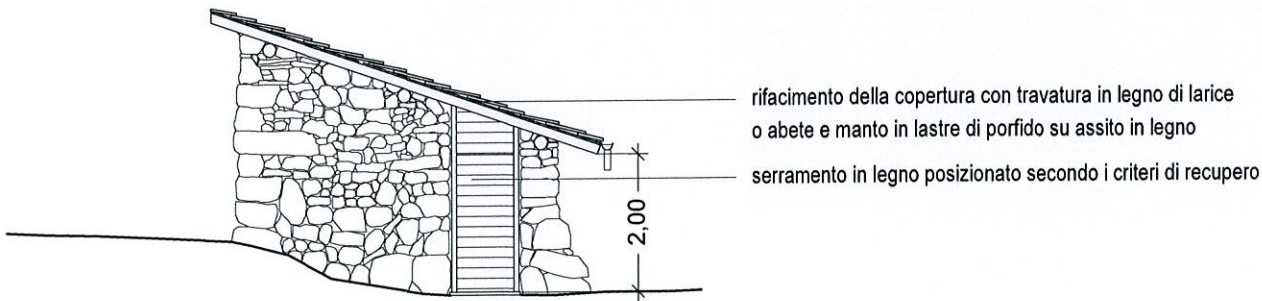 rifacimento della copertura con travatura in legno di larice
o abete e manto in lastre di porfido su assito in legno
serramento in legno posizionato secondo i criteri di recupero
2,00